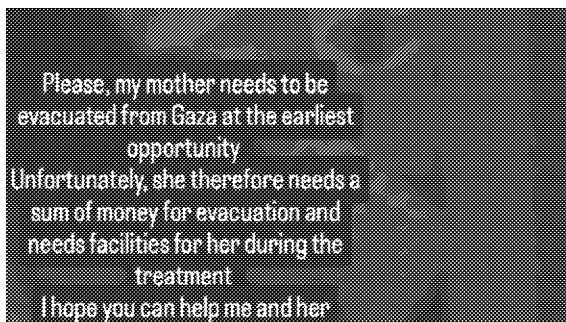 Please, my mother needs to be
evacuated from Gaza at the earliest
opportunity
Unfortunately, she therefore needs a
sum of money for evacuation and
needs facilities for her during the
treatment
I hope you can help me and her